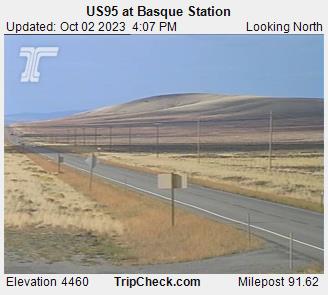 US95 at Basque Station
Updated: Oct 02 2023 4:07 PM Looking North
Elevation 4460 TripCheck.com Milepost 91.62